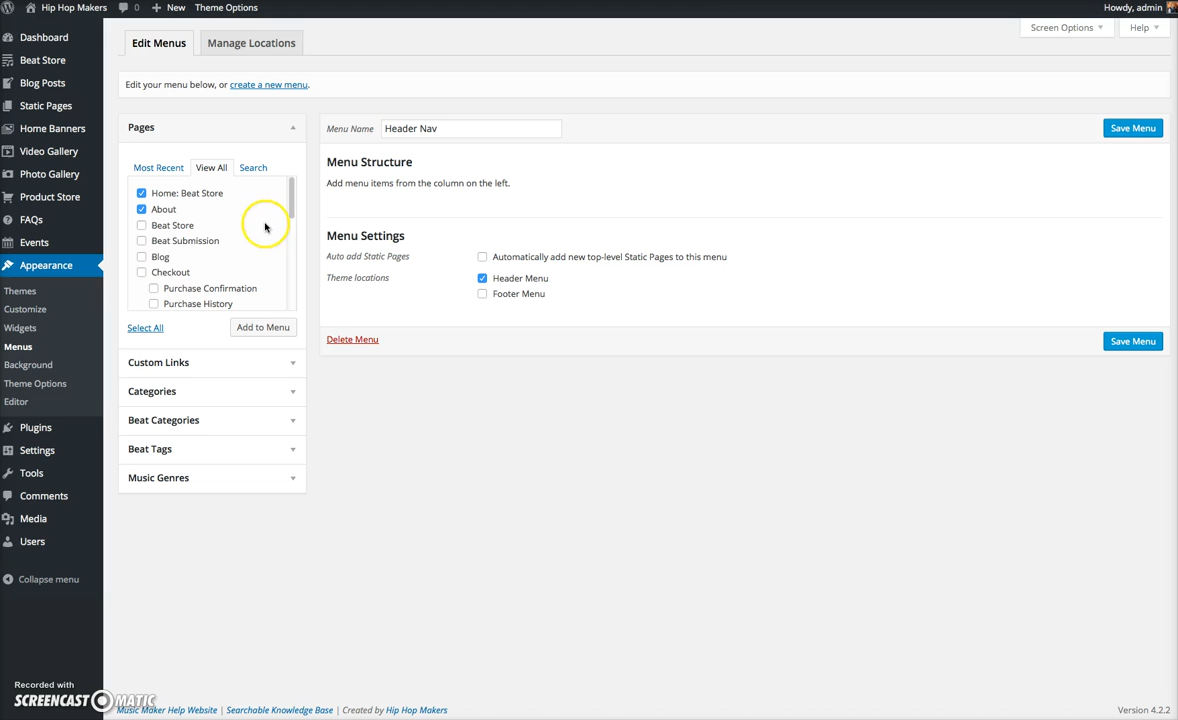 Hip Hop Makers 0 New Theme Options Howdy, admin
Screen Options Help
Dashboard
Beat Store
Blog Posts
Static Pages
Home Banners
Video Gallery
Photo Gallery
Product Store
FAQs
Events
Appearance
Themes
Customize
Widgets
Menus
Background
Theme Options
Editor
Plugins
Settings
Tools
Comments
Media
Users
Collapse menu
Edit Menus Manage Locations
Edit your menu below, or create a new menu.
Pages
Most Recent View All Search
Home: Beat Store
About
Beat Store
Beat Submission
Blog
Checkout
Purchase Confirmation
Purchase History
Select All Add to Menu
Custom Links
Categories
Beat Categories
Beat Tags
Music Genres
Menu Name Header Nav Save Menu
Menu Structure
Add menu items from the column on the left.
Menu Settings
Auto add Static Pages Automatically add new top-level Static Pages to this menu
Theme locations Header Menu
Footer Menu
Delete Menu Save Menu
Recorded with
SCREENCAST-O-MATIC
Music Maker Help Website | Searchable Knowledge Base | Created by Hip Hop Makers Version 4.2.2